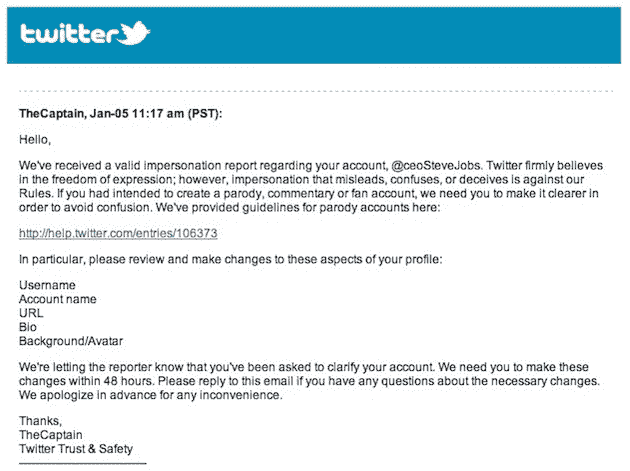 twitter
TheCaptain, Jan-05 11:17 am (PST):
Hello,
We've received a valid impersonation report regarding your account, @ceoSteveJobs. Twitter firmly believes
in the freedom of expression; however, impersonation that misleads, confuses, or deceives is against our
Rules. If you had intended to create a parody, commentary or fan account, we need you to make it clearer in
order to avoid confusion. We've provided guidelines for parody accounts here:
http://help.twitter.com/entries/106373
In particular, please review and make changes to these aspects of your profile:
Username
Account name
URL
Bio
Background/Avatar
We're letting the reporter know that you've been asked to clarify your account. We need you to make these
changes within 48 hours. Please reply to this email if you have any questions about the necessary changes.
We apologize in advance for any inconvenience.
Thanks,
TheCaptain
Twitter Trust & Safety